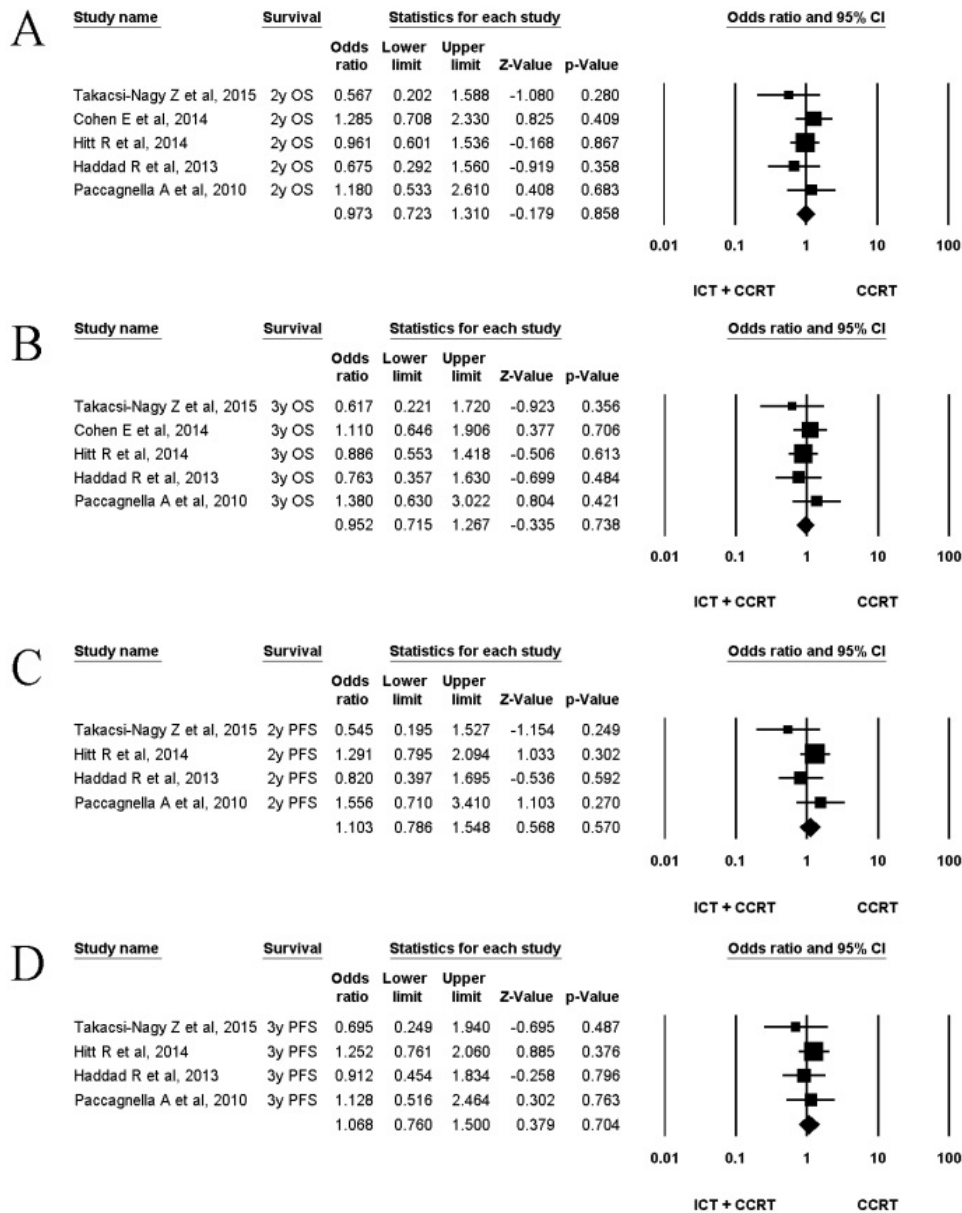 A
Study name Survival Statistics for each study Odds ratio and 95% CI
Odds Lower Upper
ratio limit limit Z-Value p-Value
Takacsi-Nagy Z et al, 2015 2y OS 0.567 0.202 1.588 -1.080 0.280
Cohen E et al, 2014 2y OS 1.285 0.708 2.330 0.825 0.409
Hitt R et al, 2014 2y OS 0.961 0.601 1.536 -0.168 0.867
Haddad R et al, 2013 2y OS 0.675 0.292 1.560 -0.919 0.358
Paccagnella A et al, 2010 2y OS 1.180 0.533 2.610 0.408 0.683
0.973 0.723 1.310 -0.179 0.858
0.01 0.1 1 10 100
ICT + CCRT CCRT
B
Study name Survival Statistics for each study Odds ratio and 95% CI
Odds Lower Upper
ratio limit limit Z-Value p-Value
Takacsi-Nagy Z et al, 2015 3y OS 0.617 0.221 1.720 -0.923 0.356
Cohen E et al, 2014 3y OS 1.110 0.646 1.906 0.377 0.706
Hitt R et al, 2014 3y OS 0.886 0.553 1.418 -0.506 0.613
Haddad R et al, 2013 3y OS 0.763 0.357 1.630 -0.699 0.484
Paccagnella A et al, 2010 3y OS 1.380 0.630 3.022 0.804 0.421
0.952 0.715 1.267 -0.335 0.738
0.01 0.1 1 10 100
ICT + CCRT CCRT
C
Study name Survival Statistics for each study Odds ratio and 95% CI
Odds Lower Upper
ratio limit limit Z-Value p-Value
Takacsi-Nagy Z et al, 2015 2y PFS 0.545 0.195 1.527 -1.154 0.249
Hitt R et al, 2014 2y PFS 1.291 0.795 2.094 1.033 0.302
Haddad R et al, 2013 2y PFS 0.820 0.397 1.695 -0.536 0.592
Paccagnella A et al, 2010 2y PFS 1.556 0.710 3.410 1.103 0.270
1.103 0.786 1.548 0.568 0.570
0.01 0.1 1 10 100
ICT + CCRT CCRT
D
Study name Survival Statistics for each study Odds ratio and 95% CI
Odds Lower Upper
ratio limit limit Z-Value p-Value
Takacsi-Nagy Z et al, 2015 3y PFS 0.695 0.249 1.940 -0.695 0.487
Hitt R et al, 2014 3y PFS 1.252 0.761 2.060 0.885 0.376
Haddad R et al, 2013 3y PFS 0.912 0.454 1.834 -0.258 0.796
Paccagnella A et al, 2010 3y PFS 1.128 0.516 2.464 0.302 0.763
1.068 0.760 1.500 0.379 0.704
0.01 0.1 1 10 100
ICT + CCRT CCRT